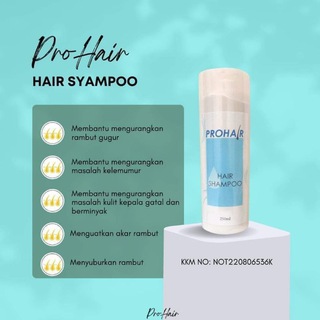 ProHair
HAIR SYAMPOO
Membantu mengurangkan
rambut gugur
Membantu mengurangkan
masalah kelemumur
Membantu mengurangkan
masalah kulit kepala gatal dan
berminyak
Menguatkan akar rambut
Menyuburkan rambut
PROHAIR
HAIR
SHAMPOO
KKM NO: NOT220806536K
ProHair